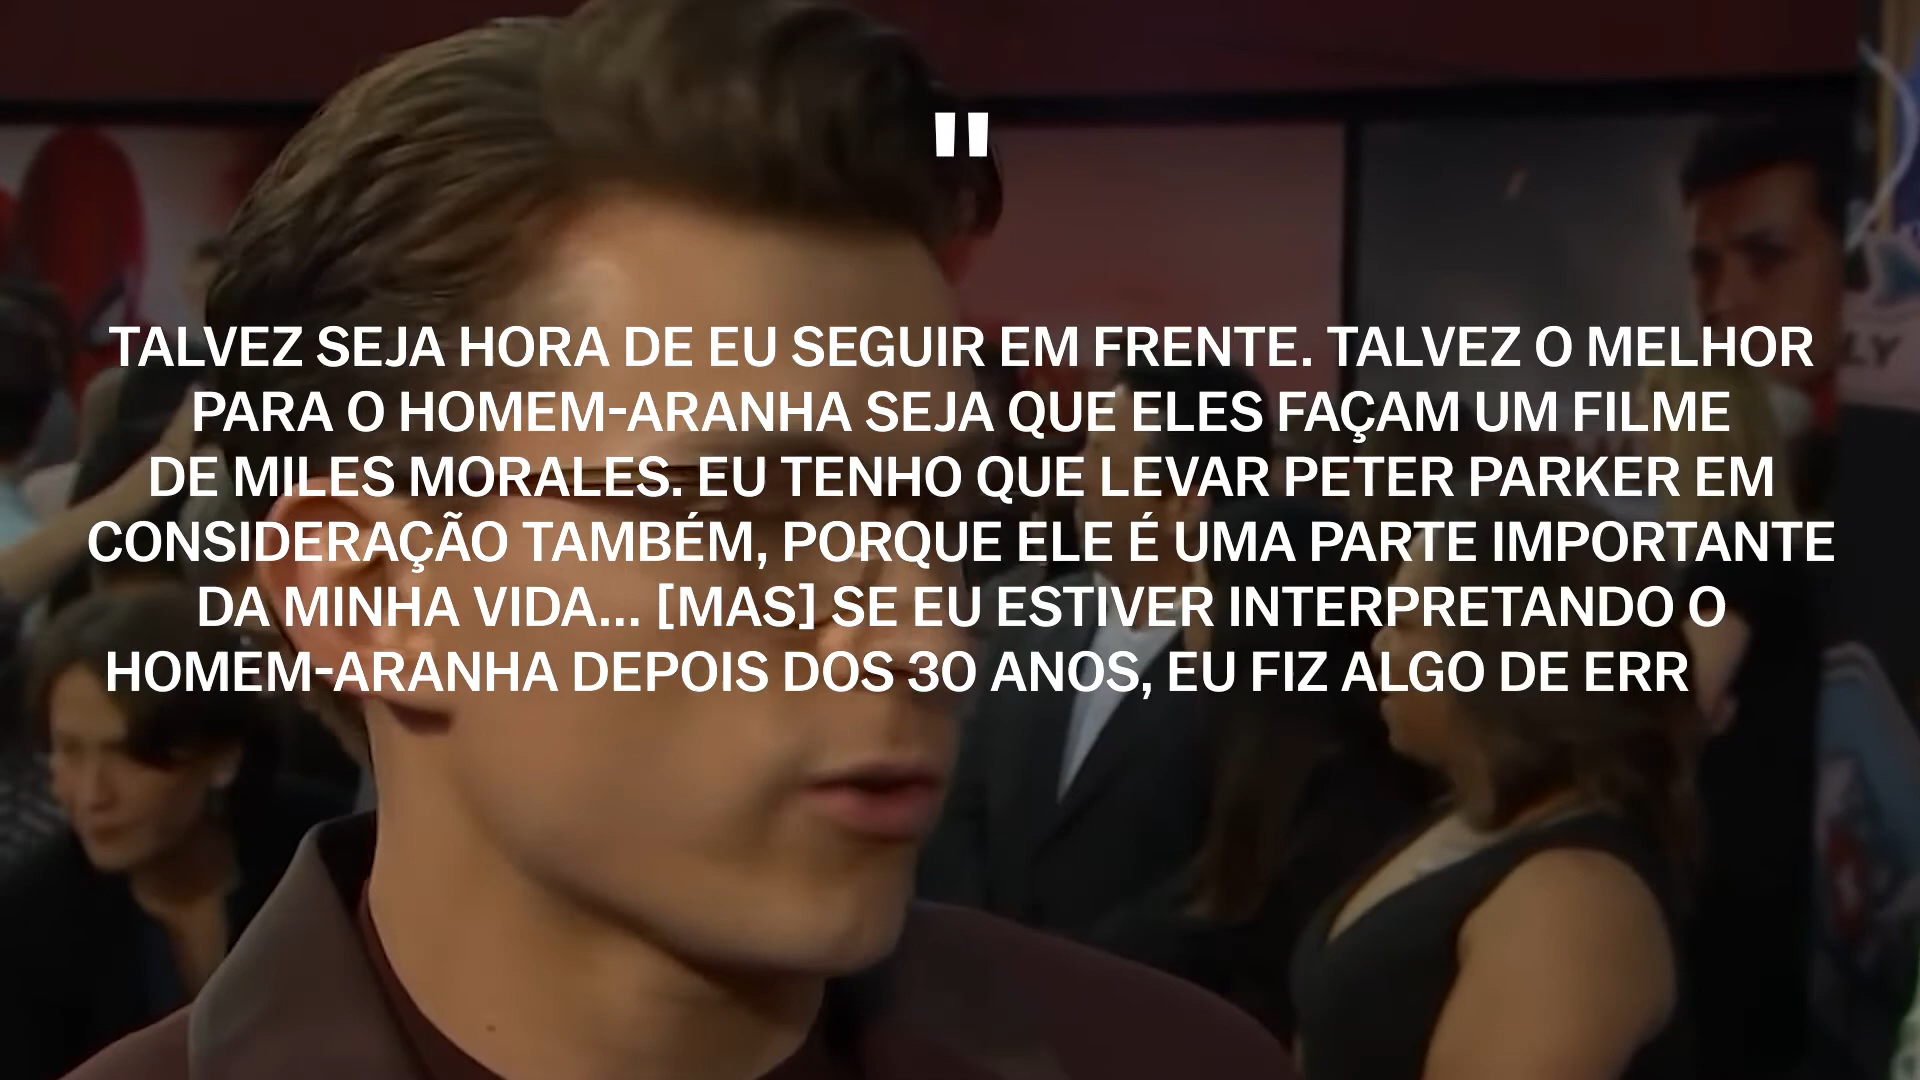 "
TALVEZ SEJA HORA DE EU SEGUIR EM FRENTE. TALVEZ O MELHOR
PARA O HOMEM-ARANHA SEJA QUE ELES FAÇAM UM FILME
DE MILES MORALES. EU TENHO QUE LEVAR PETER PARKER EM
CONSIDERAÇÃO TAMBÉM, PORQUE ELE É UMA PARTE IMPORTANTE
DA MINHA VIDA... [MAS] SE EU ESTIVER INTERPRETANDO O
HOMEM-ARANHA DEPOIS DOS 30 ANOS, EU FIZ ALGO DE ERR
LY